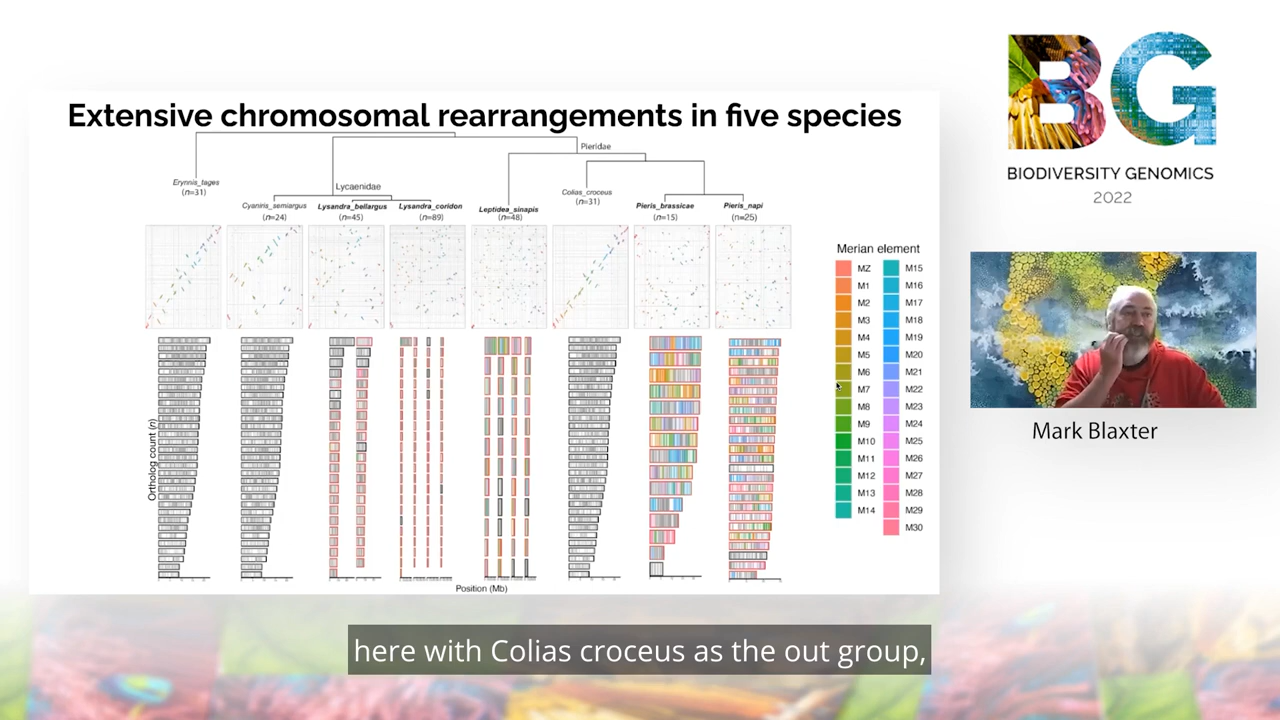 Extensive chromosomal rearrangements in five species
Pieridae
Erynnis_tages
(n=31)
Lycaenidae
Colias_croceus
(n=31)
Cyaniris_semiargus
(n=24)
Lysandra_bellargus
(n=45)
Lysandra_coridon
(n=89)
Leptidea_sinapis
(n=48)
Pieris_brassicae
(n=15)
Pieris_napi
(n=25)
Ortholog count (n)
Position (Mb)
Merian element
MZ
M1
M2
M3
M4
M5
M6
M7
M8
M9
M10
M11
M12
M13
M14
M15
M16
M17
M18
M19
M20
M21
M22
M23
M24
M25
M26
M27
M28
M29
M30
BG
BIODIVERSITY GENOMICS
2022
Mark Blaxter
here with Colias croceus as the out group,